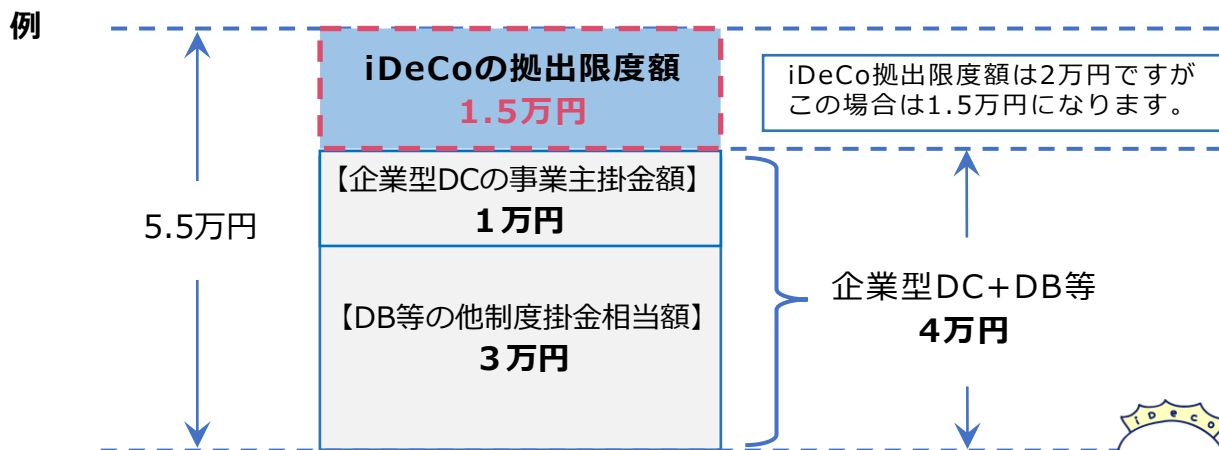 例
iDeCoの拠出限度額
1.5万円
iDeCo拠出限度額は2万円ですが
この場合は1.5万円になります。
【企業型DCの事業主掛金額】
１万円
5.5万円
【DB等の他制度掛金相当額】
３万円
企業型DC+DB等
4万円
iDeco